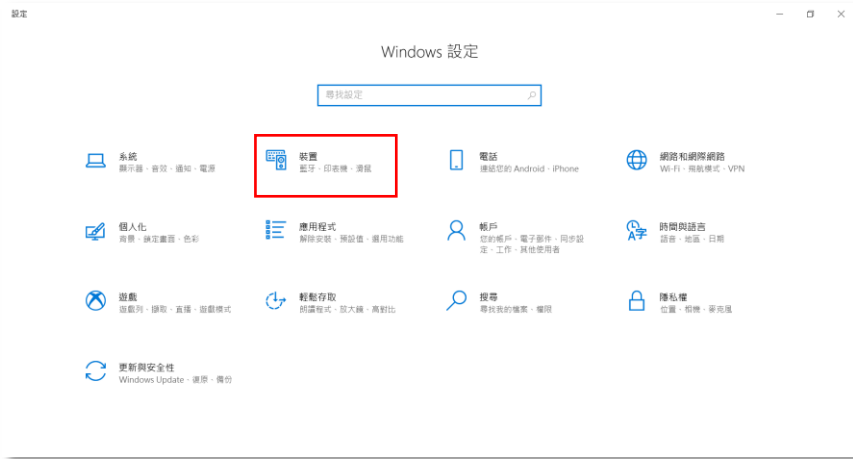 設定
Windows 設定
尋找設定
系統
顯示器、音效、通知、電源
裝置
藍牙、印表機、滑鼠
電話
連結您的 Android、iPhone
網路和網際網路
Wi-Fi、飛航模式、VPN
個人化
背景、鎖定畫面、色彩
應用程式
解除安裝、預設值、選用功能
帳戶
您的帳戶、電子郵件、同步設
定、工作、其他使用者
時間與語言
語音、地區、日期
遊戲
遊戲列、擷取、直播、遊戲模式
輕鬆存取
朗讀程式、放大鏡、高對比
搜尋
尋找我的檔案、權限
隱私權
位置、相機、麥克風
更新與安全性
Windows Update、復原、備份